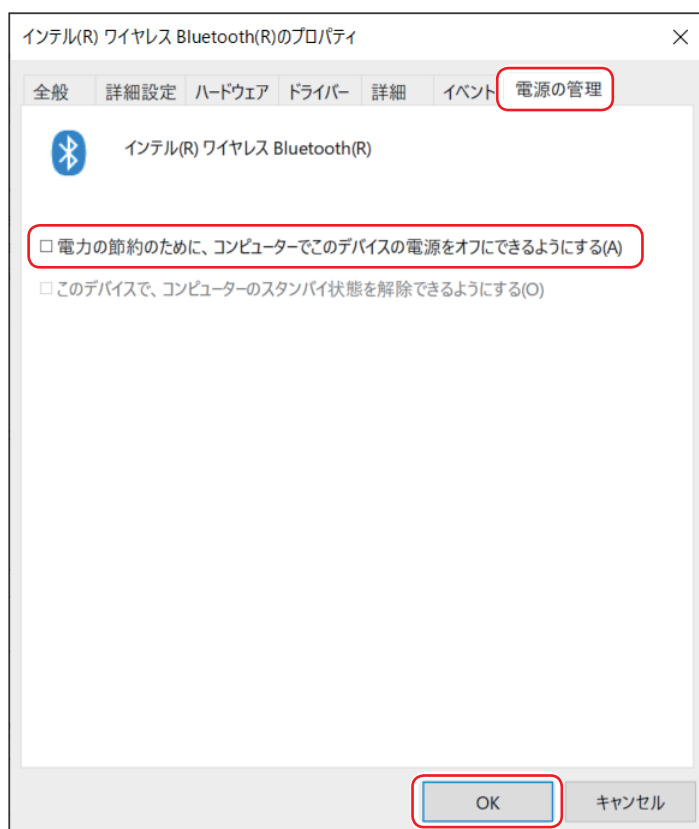 インテル(R) ワイヤレス Bluetooth(R)のプロパティ
全般 詳細設定 ハードウェア ドライバー 詳細 イベント 電源の管理
インテル(R) ワイヤレス Bluetooth(R)
電力の節約のために、コンピューターでこのデバイスの電源をオフにできるようにする(A)
このデバイスで、コンピューターのスタンバイ状態を解除できるようにする(O)
OK キャンセル